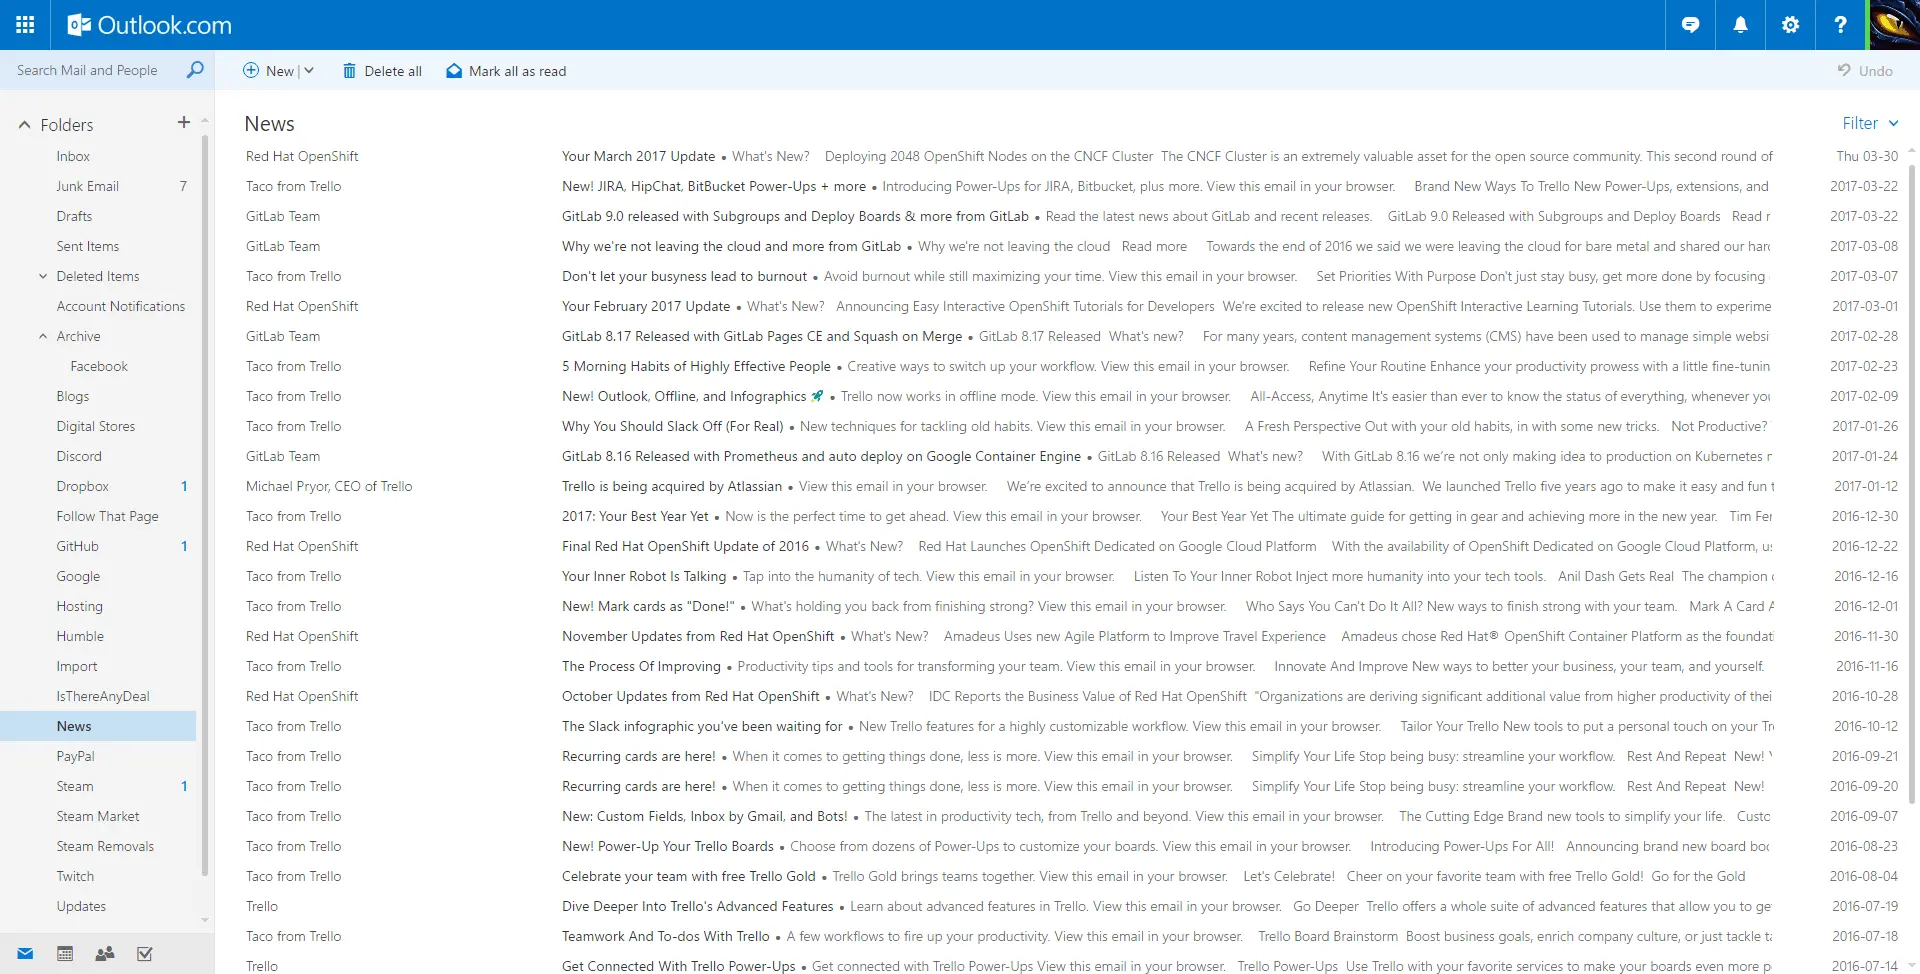 Outlook.com
?
Search Mail and People
New
Delete all
Mark all as read
Undo
Folders
Inbox
Junk Email 7
Drafts
Sent Items
Deleted Items
Account Notifications
Archive
Facebook
Blogs
Digital Stores
Discord
Dropbox 1
Follow That Page
GitHub 1
Google
Hosting
Humble
Import
IsThereAnyDeal
News
PayPal
Steam 1
Steam Market
Steam Removals
Twitch
Updates
News
Filter
Red Hat OpenShift Your March 2017 Update • What's New? Deploying 2048 OpenShift Nodes on the CNCF Cluster The CNCF Cluster is an extremely valuable asset for the open source community. This second round of Thu 03-30
Taco from Trello New! JIRA, HipChat, BitBucket Power-Ups + more • Introducing Power-Ups for JIRA, Bitbucket, plus more. View this email in your browser. Brand New Ways To Trello New Power-Ups, extensions, and 2017-03-22
GitLab Team GitLab 9.0 released with Subgroups and Deploy Boards & more from GitLab • Read the latest news about GitLab and recent releases. GitLab 9.0 Released with Subgroups and Deploy Boards Read 2017-03-22
GitLab Team Why we're not leaving the cloud and more from GitLab • Why we're not leaving the cloud Read more Towards the end of 2016 we said we were leaving the cloud for bare metal and shared our 2017-03-08
Taco from Trello Don't let your busyness lead to burnout • Avoid burnout while still maximizing your time. View this email in your browser. Set Priorities With Purpose Don't just stay busy, get more done by focusing 2017-03-07
Red Hat OpenShift Your February 2017 Update • What's New? Announcing Easy Interactive OpenShift Tutorials for Developers We're excited to release new OpenShift Interactive Learning Tutorials. Use them to experime 2017-03-01
GitLab Team GitLab 8.17 Released with GitLab Pages CE and Squash on Merge • GitLab 8.17 Released What's new? For many years, content management systems (CMS) have been used to manage simple websi 2017-02-28
Taco from Trello 5 Morning Habits of Highly Effective People • Creative ways to switch up your workflow. View this email in your browser. Refine Your Routine Enhance your productivity prowess with a little fine-tunin 2017-02-23
Taco from Trello New! Outlook, Offline, and Infographics 🚀 • Trello now works in offline mode. View this email in your browser. All-Access, Anytime It's easier than ever to know the status of everything, whenever you 2017-02-09
Taco from Trello Why You Should Slack Off (For Real) • New techniques for tackling old habits. View this email in your browser. A Fresh Perspective Out with your old habits, in with some new tricks. Not Productive? 2017-01-26
GitLab Team GitLab 8.16 Released with Prometheus and auto deploy on Google Container Engine • GitLab 8.16 Released What's new? With GitLab 8.16 we're not only making idea to production on Kubernetes 2017-01-24
Michael Pryor, CEO of Trello Trello is being acquired by Atlassian • View this email in your browser. We're excited to announce that Trello is being acquired by Atlassian. We launched Trello five years ago to make it easy and fun 2017-01-12
Taco from Trello 2017: Your Best Year Yet • Now is the perfect time to get ahead. View this email in your browser. Your Best Year Yet The ultimate guide for getting in gear and achieving more in the new year. Tim Fer 2016-12-30
Red Hat OpenShift Final Red Hat OpenShift Update of 2016 • What's New? Red Hat Launches OpenShift Dedicated on Google Cloud Platform With the availability of OpenShift Dedicated on Google Cloud Platform, 2016-12-22
Taco from Trello Your Inner Robot Is Talking • Tap into the humanity of tech. View this email in your browser. Listen To Your Inner Robot Inject more humanity into your tech tools. Anil Dash Gets Real The champion 2016-12-16
Taco from Trello New! Mark cards as "Done!" • What's holding you back from finishing strong? View this email in your browser. Who Says You Can't Do It All? New ways to finish strong with your team. Mark A Card 2016-12-01
Red Hat OpenShift November Updates from Red Hat OpenShift • What's New? Amadeus Uses new Agile Platform to Improve Travel Experience Amadeus chose Red Hat® OpenShift Container Platform as the foundati 2016-11-30
Taco from Trello The Process Of Improving • Productivity tips and tools for transforming your team. View this email in your browser. Innovate And Improve New ways to better your business, your team, and yourself. 2016-11-16
Red Hat OpenShift October Updates from Red Hat OpenShift • What's New? IDC Reports the Business Value of Red Hat OpenShift "Organizations are deriving significant additional value from higher productivity of thei 2016-10-28
Taco from Trello The Slack infographic you've been waiting for • New Trello features for a highly customizable workflow. View this email in your browser. Tailor Your Trello New tools to put a personal touch on your Tr 2016-10-12
Taco from Trello Recurring cards are here! • When it comes to getting things done, less is more. View this email in your browser. Simplify Your Life Stop being busy: streamline your workflow. Rest And Repeat New! 2016-09-21
Taco from Trello Recurring cards are here! • When it comes to getting things done, less is more. View this email in your browser. Simplify Your Life Stop being busy: streamline your workflow. Rest And Repeat New! 2016-09-20
Taco from Trello New: Custom Fields, Inbox by Gmail, and Bots! • The latest in productivity tech, from Trello and beyond. View this email in your browser. The Cutting Edge Brand new tools to simplify your life. Custo 2016-09-07
Taco from Trello New! Power-Up Your Trello Boards • Choose from dozens of Power-Ups to customize your boards. View this email in your browser. Introducing Power-Ups For All! Announcing brand new board 2016-08-23
Taco from Trello Celebrate your team with free Trello Gold • Trello Gold brings teams together. View this email in your browser. Let's Celebrate! Cheer on your favorite team with free Trello Gold! Go for the Gold 2016-08-04
Trello Dive Deeper Into Trello's Advanced Features • Learn about advanced features in Trello. View this email in your browser. Go Deeper Trello offers a whole suite of advanced features that allow you to ge 2016-07-19
Taco from Trello Teamwork And To-dos With Trello • A few workflows to fire up your productivity. View this email in your browser. Trello Board Brainstorm Boost business goals, enrich company culture, or just tackle 2016-07-18
Trello Get Connected With Trello Power-Ups • Get connected with Trello Power-Ups View this email in your browser. Trello Power-Ups Use Trello with your favorite services to make your boards even more 2016-07-14